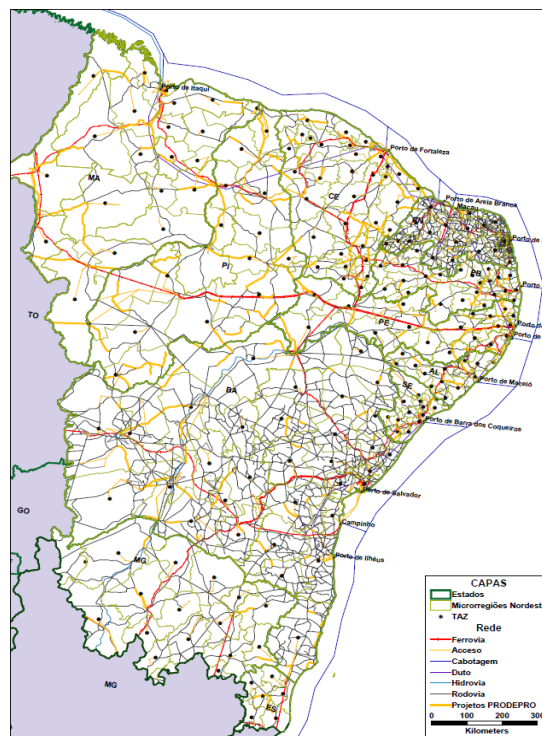 Porto de Itaqui
Porto de Fortaleza
MA
CE
Porto de Areia Branca
Macau
RN
Porto de
PB
PI
Porto
TO
PE
Porto de
Porto de
AL
BA
SE
Porto de Maceió
Porto de Barra dos Coqueiros
Porto de Salvador
GO
Campinho
Porto de Ilhéus
MG
MG
ES
CAPAS
Estados
Microrregiões Nordest
TAZ
Rede
Ferrovia
Acceso
Cabotagem
Duto
Hidrovia
Rodovia
Projetos PRODEPRO
0 100 200 300
Kilometers